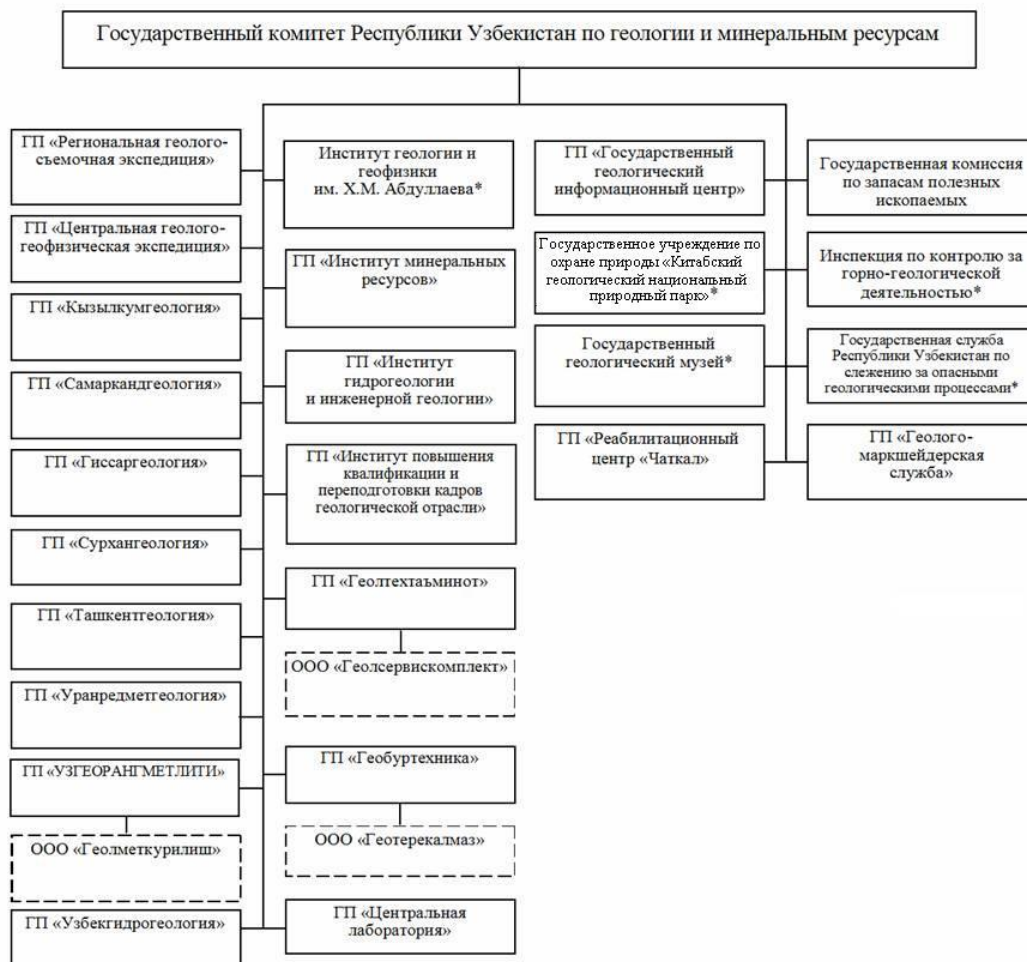 Государственный комитет Республики Узбекистан по геологии и минеральным ресурсам
ГП «Региональная геолого-
съемочная экспедиция»
ГП «Центральная геолого-
геофизическая экспедиция»
ГП «Кызылкумгеология»
ГП «Самаркандгеология»
ГП «Гиссаргеология»
ГП «Сурхангеология»
ГП «Ташкентгеология»
ГП «Уранредметгеология»
ГП «УЗГЕОРАНГМЕТЛИТИ»
ООО «Геолметкурилиш»
ГП «Узбекгидрогеология»
Институт геологии и
геофизики
им. Х.М. Абдуллаева*
ГП «Институт минеральных
ресурсов»
ГП «Институт
гидрогеологии
и инженерной геологии»
ГП «Институт повышения
квалификации и
переподготовки кадров
геологической отрасли»
ГП «Геолтехтаъминот»
ООО «Геолсервискомплект»
ГП «Геобуртехника»
ООО «Геотерекалмаз»
ГП «Центральная
лаборатория»
ГП «Государственный
геологический
информационный центр»
Государственное учреждение по
охране природы «Китабский
геологический национальный
природный парк»*
Государственный
геологический музей*
ГП «Реабилитационный
центр «Чаткал»
Государственная комиссия
по запасам полезных
ископаемых
Инспекция по контролю за
горно-геологической
деятельностью*
Государственная служба
Республики Узбекистан по
слежению за опасными
геологическими процессами*
ГП «Геолого-
маркшейдерская
служба»